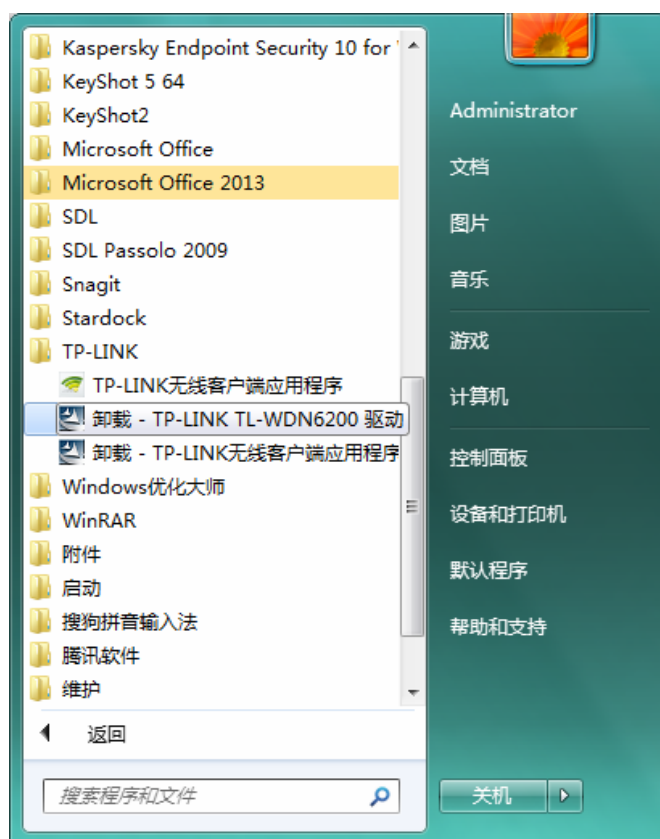 Kaspersky Endpoint Security 10 for
KeyShot 5 64
KeyShot2
Microsoft Office
Microsoft Office 2013
SDL
SDL Passolo 2009
Snagit
Stardock
TP-LINK
TP-LINK无线客户端应用程序
卸载 - TP-LINK TL-WDN6200 驱动
卸载 - TP-LINK无线客户端应用程序
Windows优化大师
WinRAR
附件
启动
搜狗拼音输入法
腾讯软件
维护
返回
搜索程序和文件
Administrator
文档
图片
音乐
游戏
计算机
控制面板
设备和打印机
默认程序
帮助和支持
关机